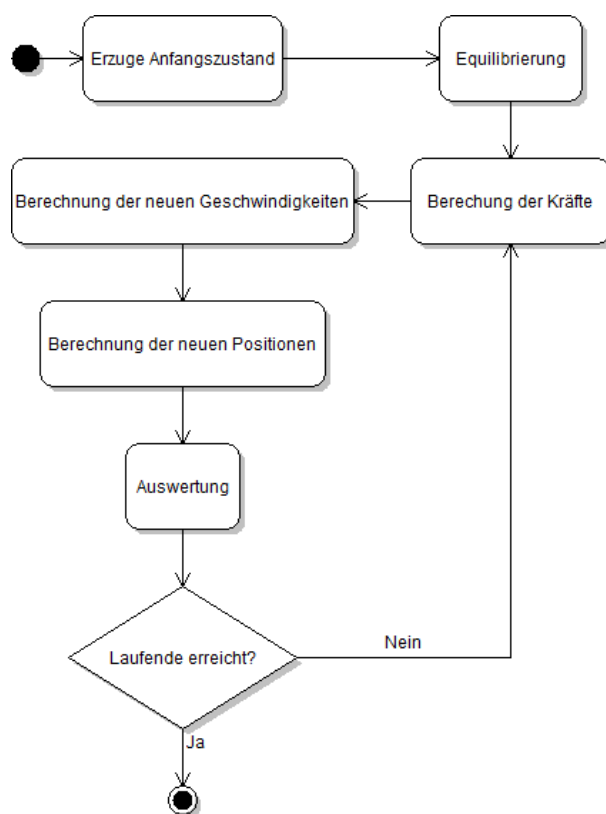 Erzuge Anfangszustand
Equilibrierung
Berechung der Kräfte
Berechnung der neuen Geschwindigkeiten
Berechnung der neuen Positionen
Auswertung
Laufende erreicht?
Nein
Ja